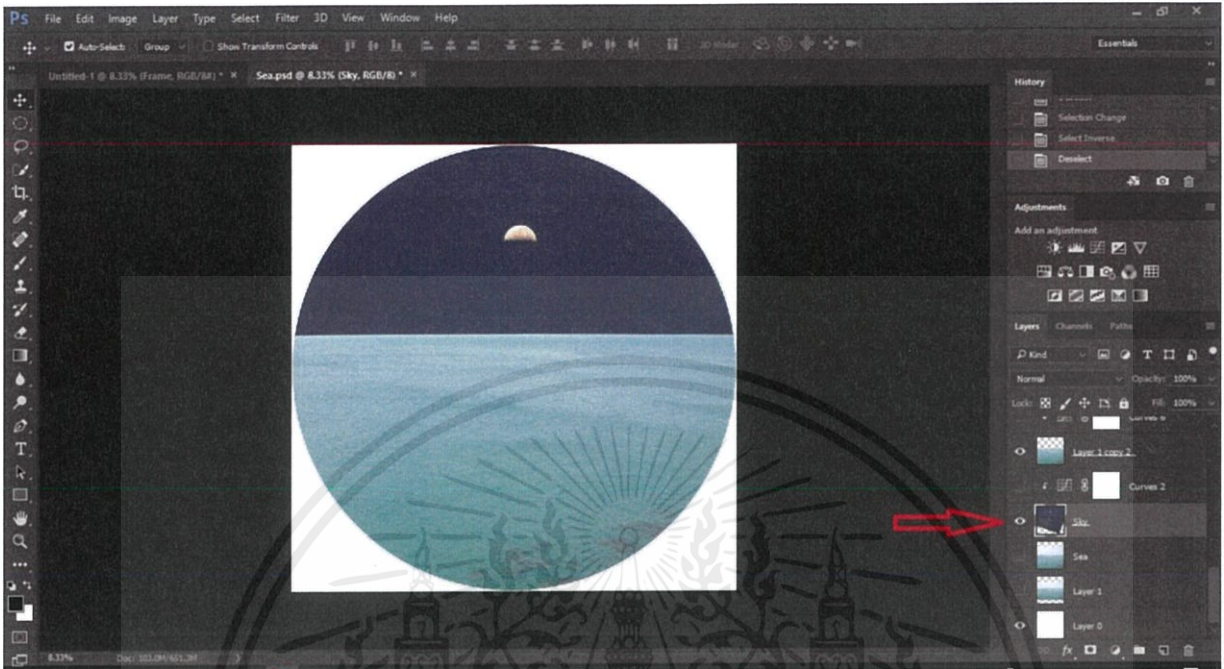 Ps File Edit Image Layer Type Select Filter 3D View Window Help
Auto-Select: Group Show Transform Controls 3D Mode: Essentials
Untitled-1 @ 8.33% (Frame, RGB/8#) * × Sea.psd @ 8.33% (Sky, RGB/8) * ×
History
Selection Change
Select Inverse
Deselect
Adjustments
Add an adjustment
Layers Channels Paths
Kind
Normal Opacity: 100%
Lock: Fill: 100%
Layer 1 copy 2
Curves 2
Sky
Sea
Layer 1
Layer 0
fx
8.33%